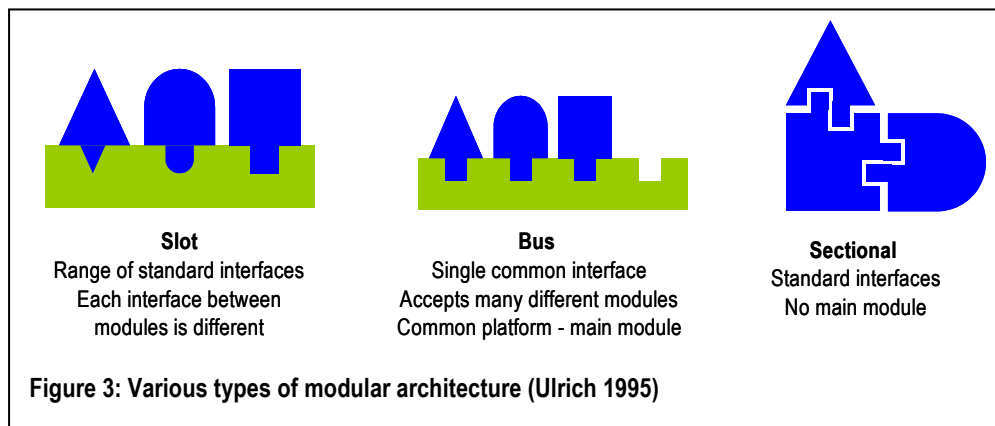 Slot
Range of standard interfaces
Each interface between
modules is different
Bus
Single common interface
Accepts many different modules
Common platform - main module
Sectional
Standard interfaces
No main module
Figure 3: Various types of modular architecture (Ulrich 1995)